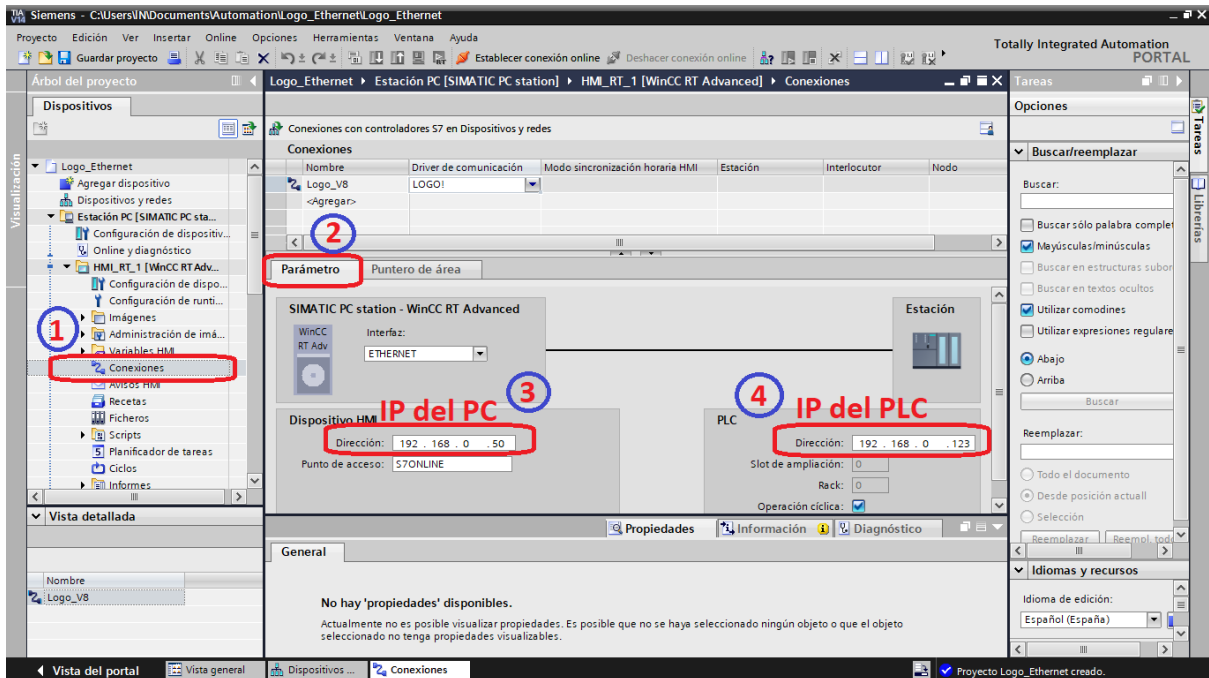 TIA V14 Siemens - C:\Users\IN\Documents\Automation\Logo_Ethernet\Logo_Ethernet
Proyecto Edición Ver Insertar Online Opciones Herramientas Ventana Ayuda
Totally Integrated Automation
PORTAL
Guardar proyecto Establecer conexión online Deshacer conexión online
Árbol del proyecto
Dispositivos
Visualización
Logo_Ethernet
Agregar dispositivo
Dispositivos y redes
Estación PC [SIMATIC PC sta...
Configuración de dispositiv...
Online y diagnóstico
HMI_RT_1 [WinCC RT Adv...
Configuración de dispo...
Configuración de runti...
Imágenes
1
Administración de imá...
Variables HMI
Conexiones
Avisos HMI
Recetas
Ficheros
Scripts
Planificador de tareas
Ciclos
Informes
Vista detallada
Nombre
Logo_V8
Logo_Ethernet Estación PC [SIMATIC PC station] HMI_RT_1 [WinCC RT Advanced] Conexiones
Conexiones con controladores S7 en Dispositivos y redes
Conexiones
Nombre Driver de comunicación Modo sincronización horaria HMI Estación Interlocutor Nodo
Logo_V8 LOGO!
<Agregar>
2
Parámetro Puntero de área
SIMATIC PC station - WinCC RT Advanced
Estación
WinCC
RT Adv
Interfaz:
ETHERNET
3
4
IP del PC
IP del PLC
Dispositivo HMI
PLC
Dirección: 192 . 168 . 0 . 50
Dirección: 192 . 168 . 0 . 123
Punto de acceso: S7ONLINE
Slot de ampliación: 0
Rack: 0
Operación cíclica:
Propiedades Información Diagnóstico
General
No hay 'propiedades' disponibles.
Actualmente no es posible visualizar propiedades. Es posible que no se haya seleccionado ningún objeto o que el objeto
seleccionado no tenga propiedades visualizables.
Tareas
Opciones
Buscar/reemplazar
Buscar:
Buscar sólo palabra complet
Mayúsculas/minúsculas
Buscar en estructuras subor
Buscar en textos ocultos
Utilizar comodines
Utilizar expresiones regulare
Abajo
Arriba
Buscar
Reemplazar:
Todo el documento
Desde posición actuall
Selección
Reemplazar Reempl. tod
Idiomas y recursos
Idioma de edición:
Español (España)
Tareas
Librerías
Vista del portal Vista general Dispositivos ... Conexiones Proyecto Logo_Ethernet creado.